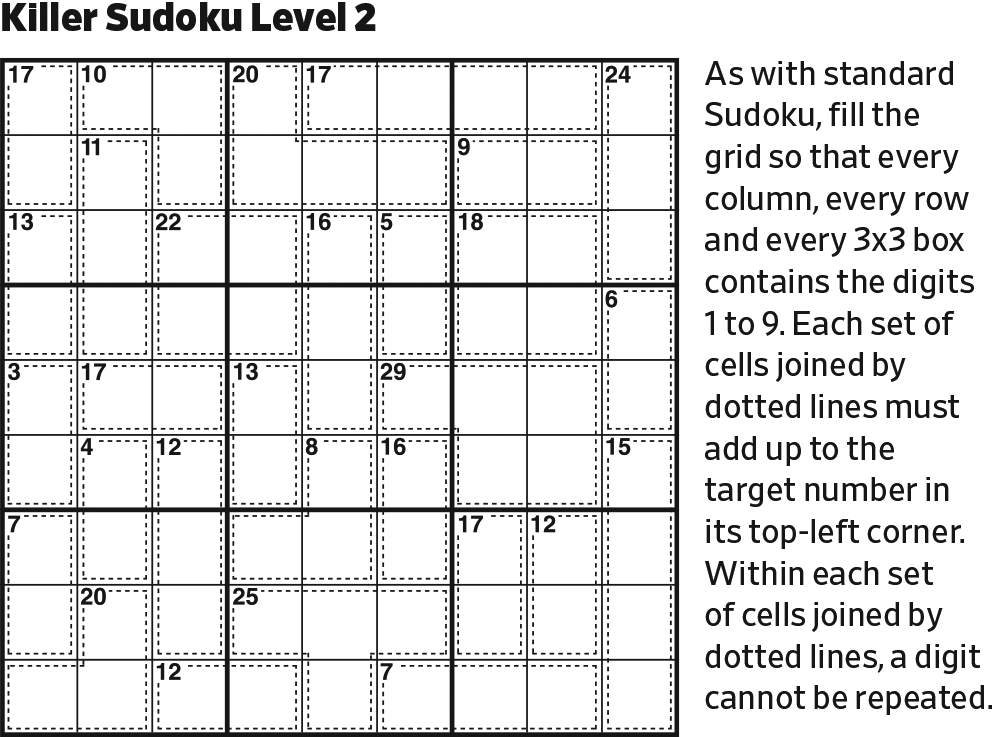 Killer Sudoku Level 2
17 10 20 17 24
11 9
13 22 16 5 18
6
3 17 13 29
4 12 8 16 15
7 17 12
20 25
12 7
As with standard
Sudoku, fill the
grid so that every
column, every row
and every 3x3 box
contains the digits
1 to 9. Each set of
cells joined by
dotted lines must
add up to the
target number in
its top-left corner.
Within each set
of cells joined by
dotted lines, a digit
cannot be repeated.